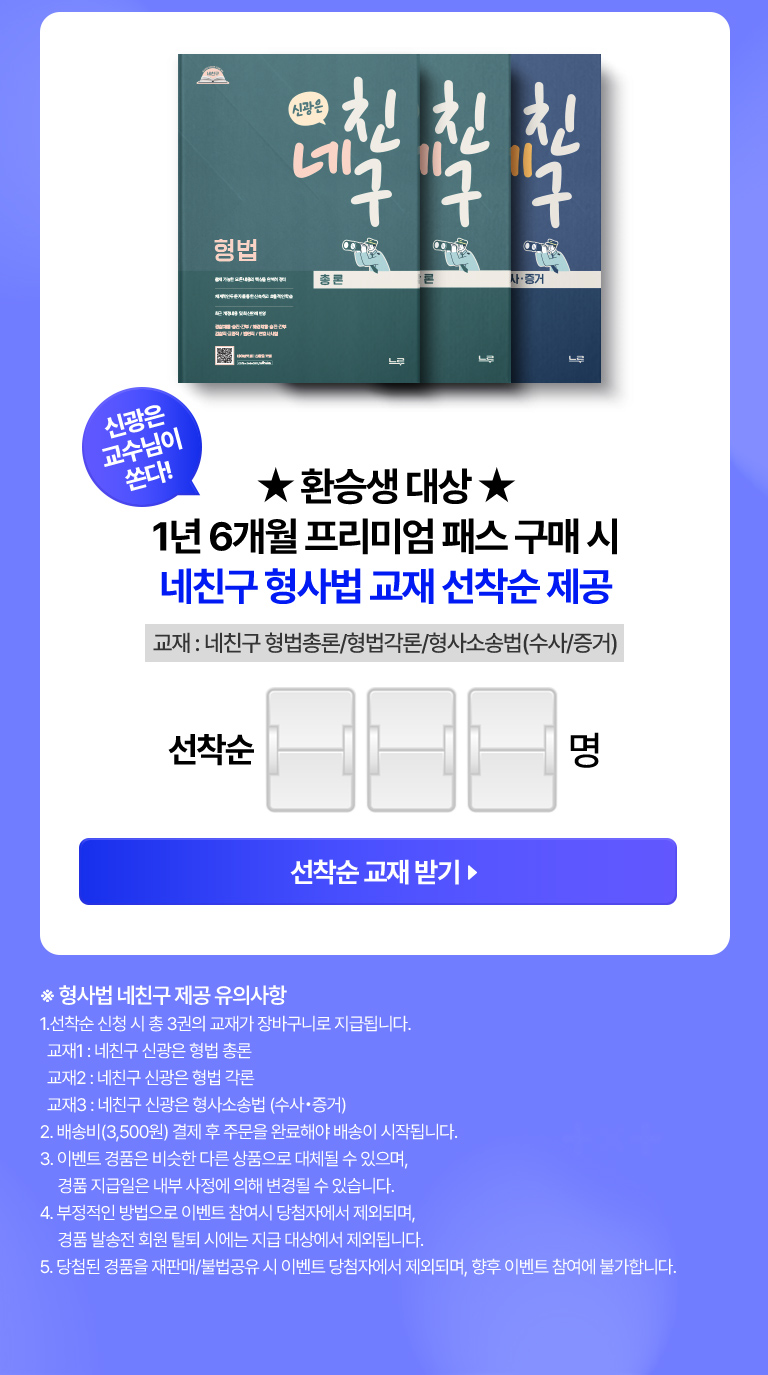 네친구
신광은
네친구
친구
친구
형법
총론
론
사·증거
느루
느루
느루
신광은
교수님이
쏜다!
★ 환승생 대상 ★
1년 6개월 프리미엄 패스 구매 시
네친구 형사법 교재 선착순 제공
교재 : 네친구 형법총론/형법각론/형사소송법(수사/증거)
선착순 명
선착순 교재 받기
※ 형사법 네친구 제공 유의사항
1.선착순 신청 시 총 3권의 교재가 장바구니로 지급됩니다.
교재1 : 네친구 신광은 형법 총론
교재2 : 네친구 신광은 형법 각론
교재3 : 네친구 신광은 형사소송법 (수사•증거)
2. 배송비(3,500원) 결제 후 주문을 완료해야 배송이 시작됩니다.
3. 이벤트 경품은 비슷한 다른 상품으로 대체될 수 있으며,
경품 지급일은 내부 사정에 의해 변경될 수 있습니다.
4. 부정적인 방법으로 이벤트 참여시 당첨자에서 제외되며,
경품 발송전 회원 탈퇴 시에는 지급 대상에서 제외됩니다.
5. 당첨된 경품을 재판매/불법공유 시 이벤트 당첨자에서 제외되며, 향후 이벤트 참여에 불가합니다.